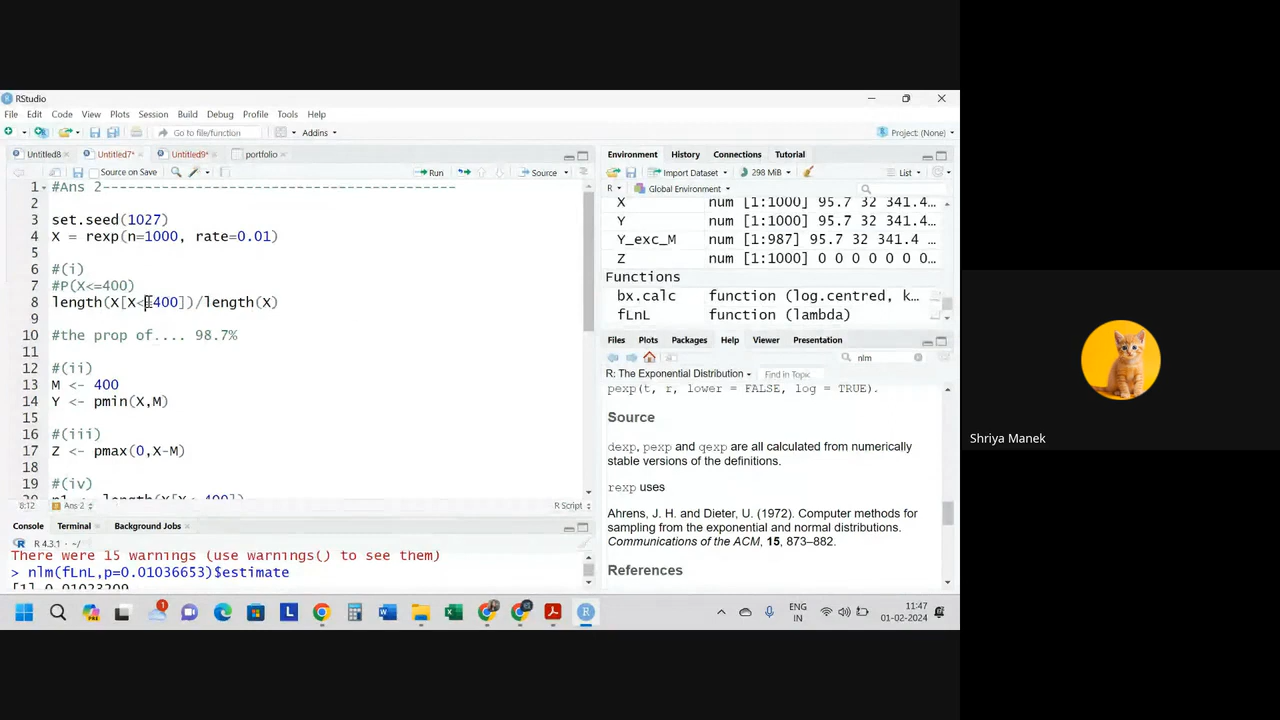 RStudio
File Edit Code View Plots Session Build Debug Profile Tools Help
Go to file/function
Addins
Project: (None)
Untitled8
Untitled7*
Untitled9*
portfolio
Source on Save
Run
Source
1 #Ans 2------------------------------------------
2
3 set.seed(1027)
4 X = rexp(n=1000, rate=0.01)
5
6 #(i)
7 #P(X<=400)
8 length(X[X<=400])/length(X)
9
10 #the prop of.... 98.7%
11
12 #(ii)
13 M <- 400
14 Y <- pmin(X,M)
15
16 #(iii)
17 Z <- pmax(0,X-M)
18
19 #(iv)
8:12 Ans 2 R Script
Console Terminal Background Jobs
R 4.3.1 · ~/
There were 15 warnings (use warnings() to see them)
> nlm(fLnL,p=0.01036653)$estimate
[1] 0.01023209
Environment History Connections Tutorial
Import Dataset 298 MiB List
R Global Environment
X num [1:1000] 95.7 32 341.4…
Y num [1:1000] 95.7 32 341.4…
Y_exc_M num [1:987] 95.7 32 341.4 …
Z num [1:1000] 0 0 0 0 0 0 0…
Functions
bx.calc function (log.centred, k…
fLnL function (lambda)
Files Plots Packages Help Viewer Presentation
nlm
R: The Exponential Distribution Find in Topic
pexp(t, r, lower = FALSE, log = TRUE).
Source
dexp, pexp and qexp are all calculated from numerically
stable versions of the definitions.
rexp uses
Ahrens, J. H. and Dieter, U. (1972). Computer methods for
sampling from the exponential and normal distributions.
Communications of the ACM, 15, 873–882.
References
Shriya Manek
1
ENG
IN
11:47
01-02-2024